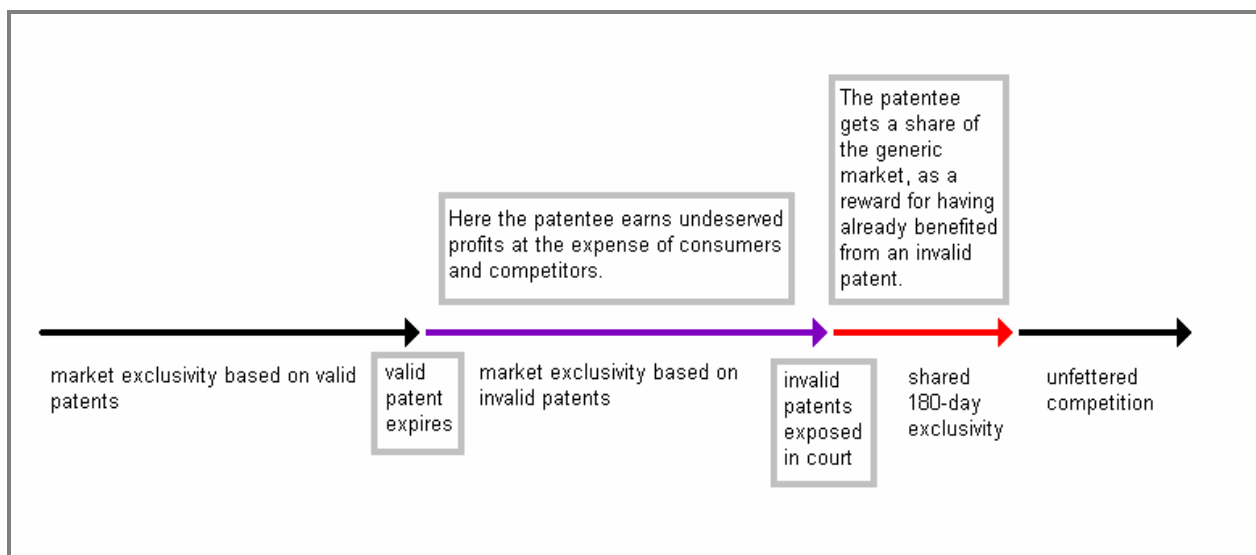 The patentee
gets a share of
the generic
market, as a
reward for having
already benefited
from an invalid
patent.
Here the patentee earns undeserved
profits at the expense of consumers
and competitors.
market exclusivity based on valid
patents
valid
patent
expires
market exclusivity based on
invalid patents
invalid
patents
exposed
in court
shared
180-day
exclusivity
unfettered
competition